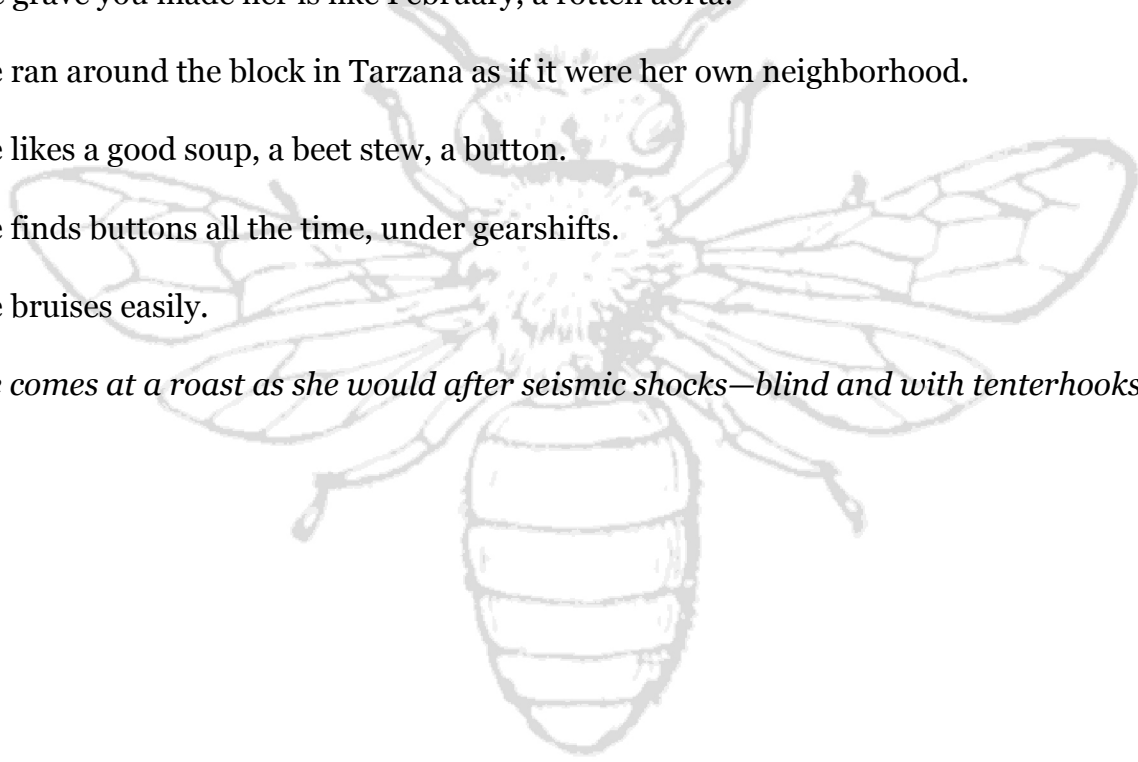 e grave you made her is like February, a rotten aorta.
e ran around the block in Tarzana as if it were her own neighborhood.
e likes a good soup, a beet stew, a button.
e finds buttons all the time, under gearshifts.
e bruises easily.
e comes at a roast as she would after seismic shocks—blind and with tenterhooks